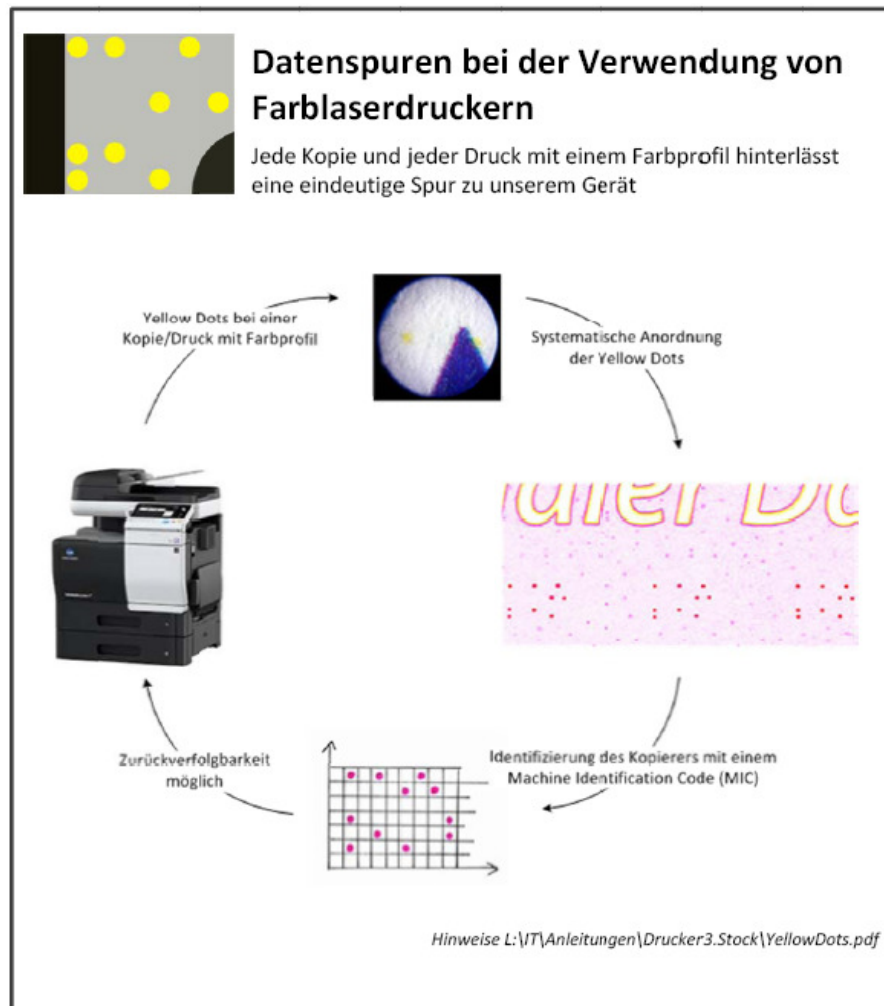 Datenspuren bei der Verwendung von
Farblaserdruckern
Jede Kopie und jeder Druck mit einem Farbprofil hinterlässt
eine eindeutige Spur zu unserem Gerät
Yellow Dots bei einer
Kopie/Druck mit Farbprofil
Systematische Anordnung
der Yellow Dots
Identifizierung des Kopierers mit einem
Machine Identification Code (MIC)
Zurückverfolgbarkeit
möglich
Hinweise L:\IT\Anleitungen\Drucker3.Stock\YellowDots.pdf